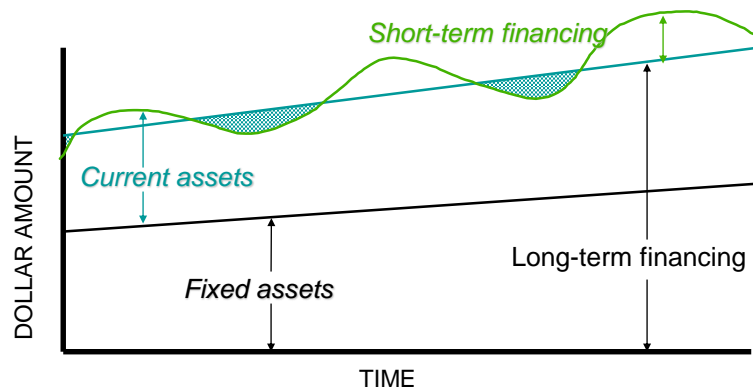 Short-term financing
Current assets
Long-term financing
Fixed assets
DOLLAR AMOUNT
TIME